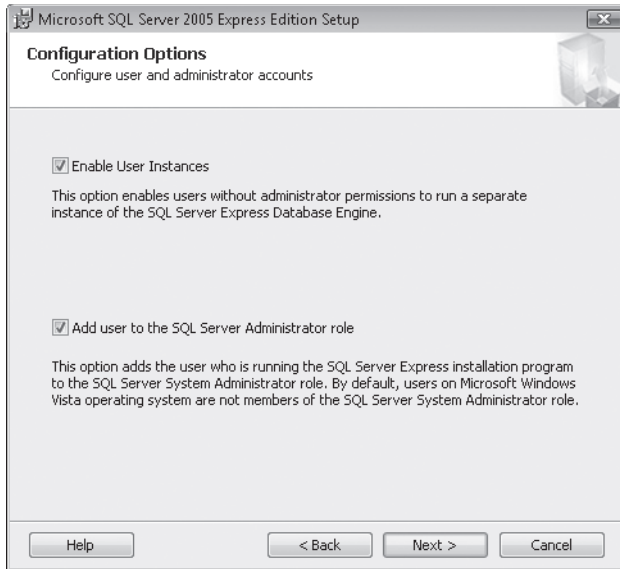 Microsoft SQL Server 2005 Express Edition Setup
Configuration Options
Configure user and administrator accounts
Enable User Instances
This option enables users without administrator permissions to run a separate
instance of the SQL Server Express Database Engine.
Add user to the SQL Server Administrator role
This option adds the user who is running the SQL Server Express installation program
to the SQL Server System Administrator role. By default, users on Microsoft Windows
Vista operating system are not members of the SQL Server System Administrator role.
Help
< Back
Next >
Cancel